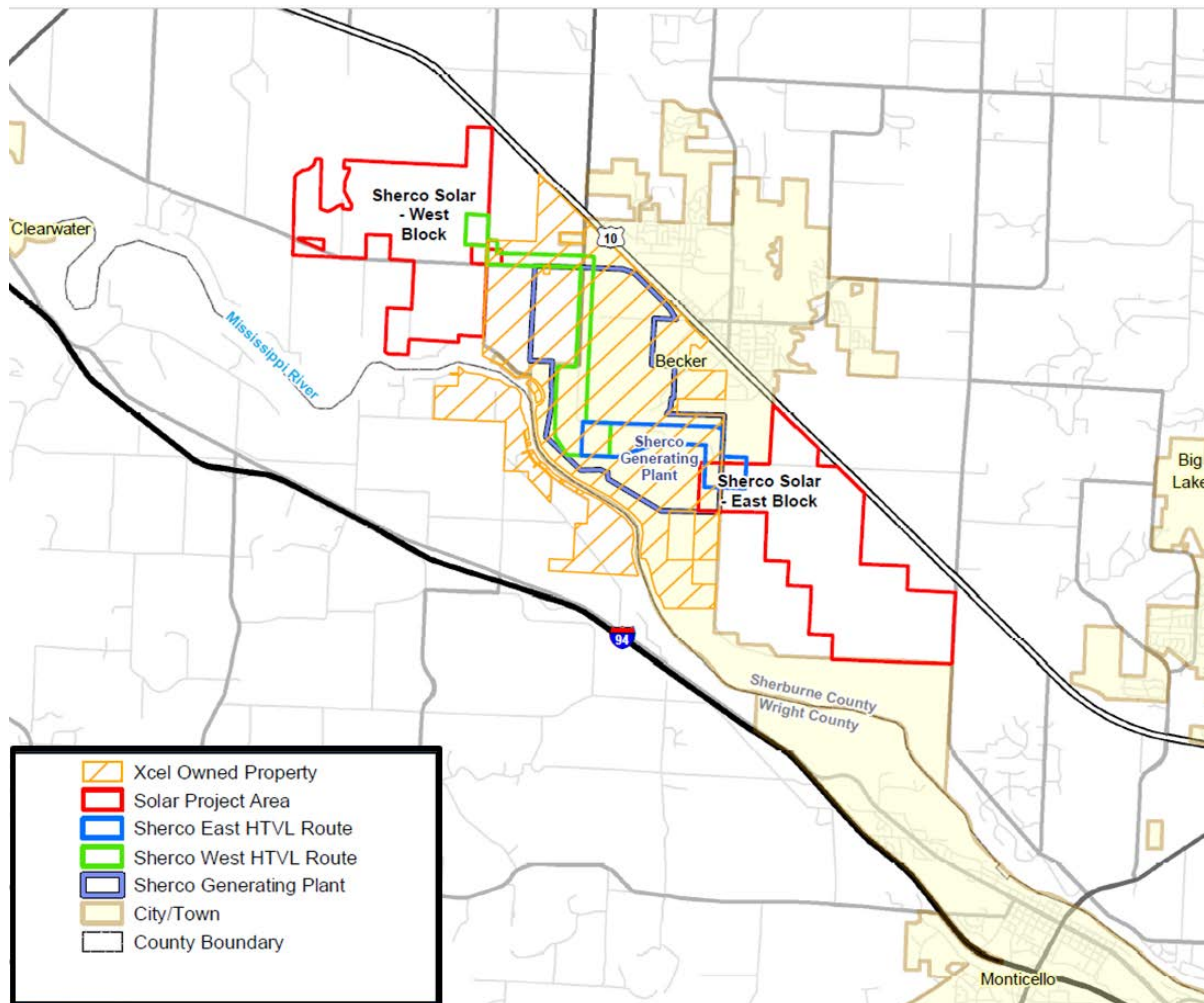 Sherco Solar
- West
Block
Clearwater
10
Mississippi River
Becker
Sherco
Generating
Plant
Sherco Solar
- East Block
Big
Lake
94
Sherburne County
Wright County
Xcel Owned Property
Solar Project Area
Sherco East HTVL Route
Sherco West HTVL Route
Sherco Generating Plant
City/Town
County Boundary
Monticello